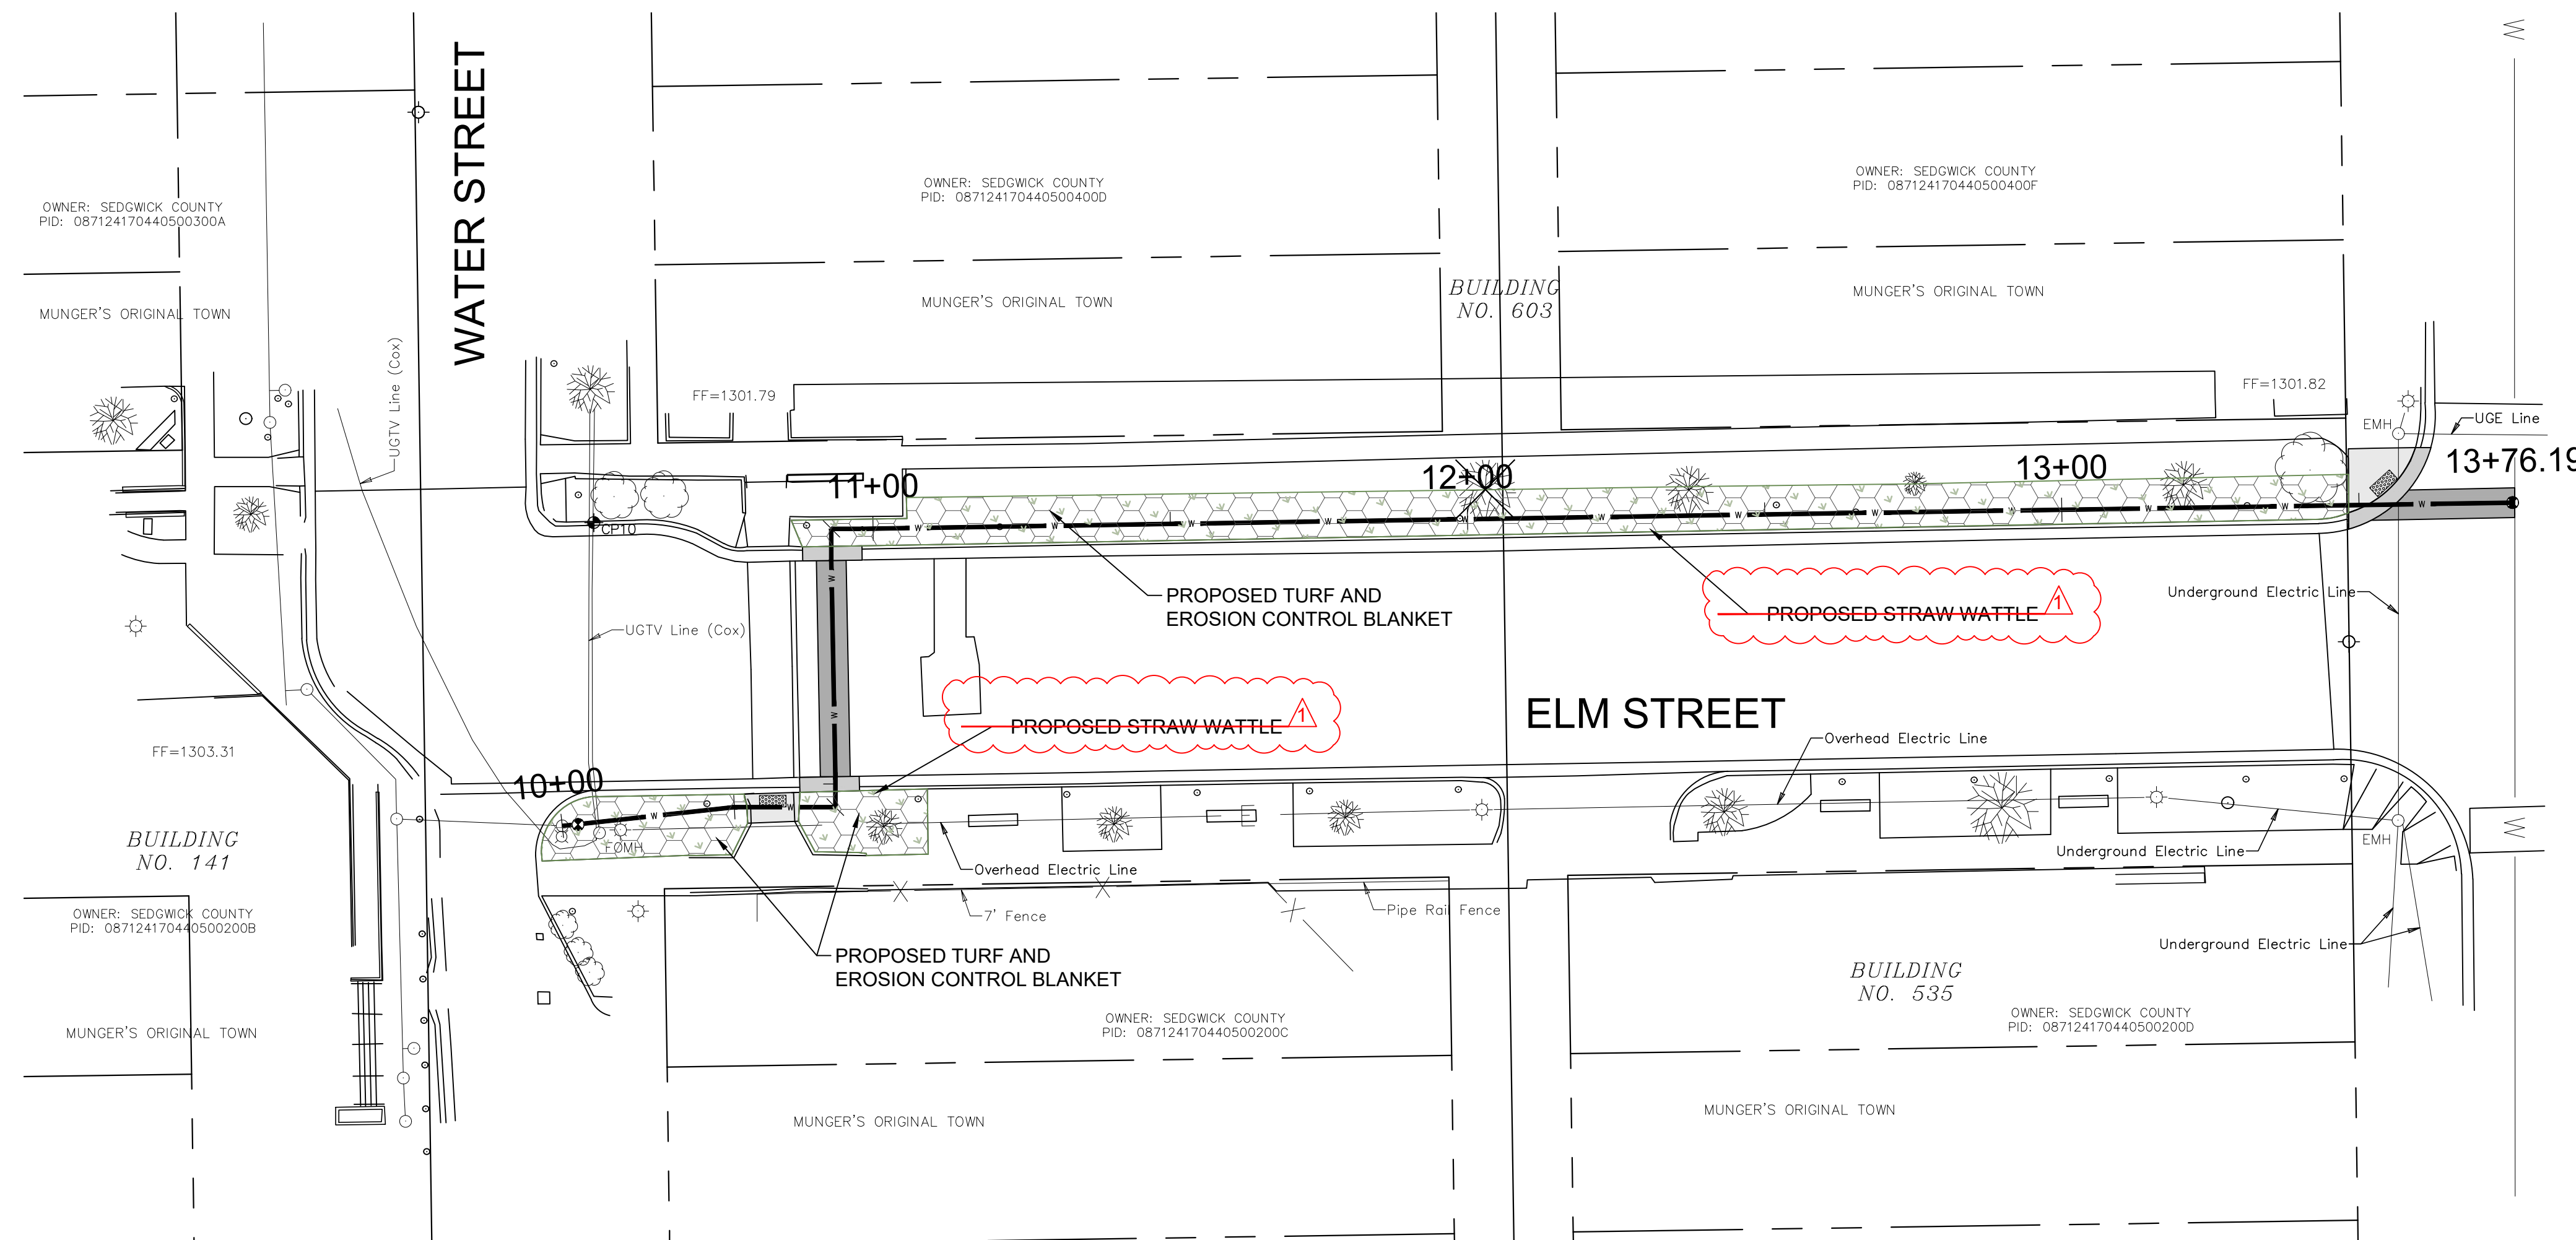 WATER STREET
OWNER: SEDGWICK COUNTY
PID: 087124170440500300A
MUNGER'S ORIGINAL TOWN
OWNER: SEDGWICK COUNTY
PID: 087124170440500400D
MUNGER'S ORIGINAL TOWN
OWNER: SEDGWICK COUNTY
PID: 087124170440500400F
MUNGER'S ORIGINAL TOWN
W
BUILDING
NO. 603
UGTV Line (Cox)
FF=1301.79
FF=1301.82
EMH
UGE Line
11+00
12+00
13+00
13+76.19
CP10
W W W W W W W W W W W W
W
W
PROPOSED TURF AND
EROSION CONTROL BLANKET
PROPOSED STRAW WATTLE
1
Underground Electric Line
UGTV Line (Cox)
PROPOSED STRAW WATTLE
1
ELM STREET
Overhead Electric Line
FF=1303.31
10+00
W W
FOMH
BUILDING
NO. 141
Overhead Electric Line
Underground Electric Line
EMH
W
7' Fence
Pipe Rail Fence
OWNER: SEDGWICK COUNTY
PID: 087124170440500200B
PROPOSED TURF AND
EROSION CONTROL BLANKET
Underground Electric Line
BUILDING
NO. 535
OWNER: SEDGWICK COUNTY
PID: 087124170440500200C
OWNER: SEDGWICK COUNTY
PID: 087124170440500200D
MUNGER'S ORIGINAL TOWN
MUNGER'S ORIGINAL TOWN
MUNGER'S ORIGINAL TOWN